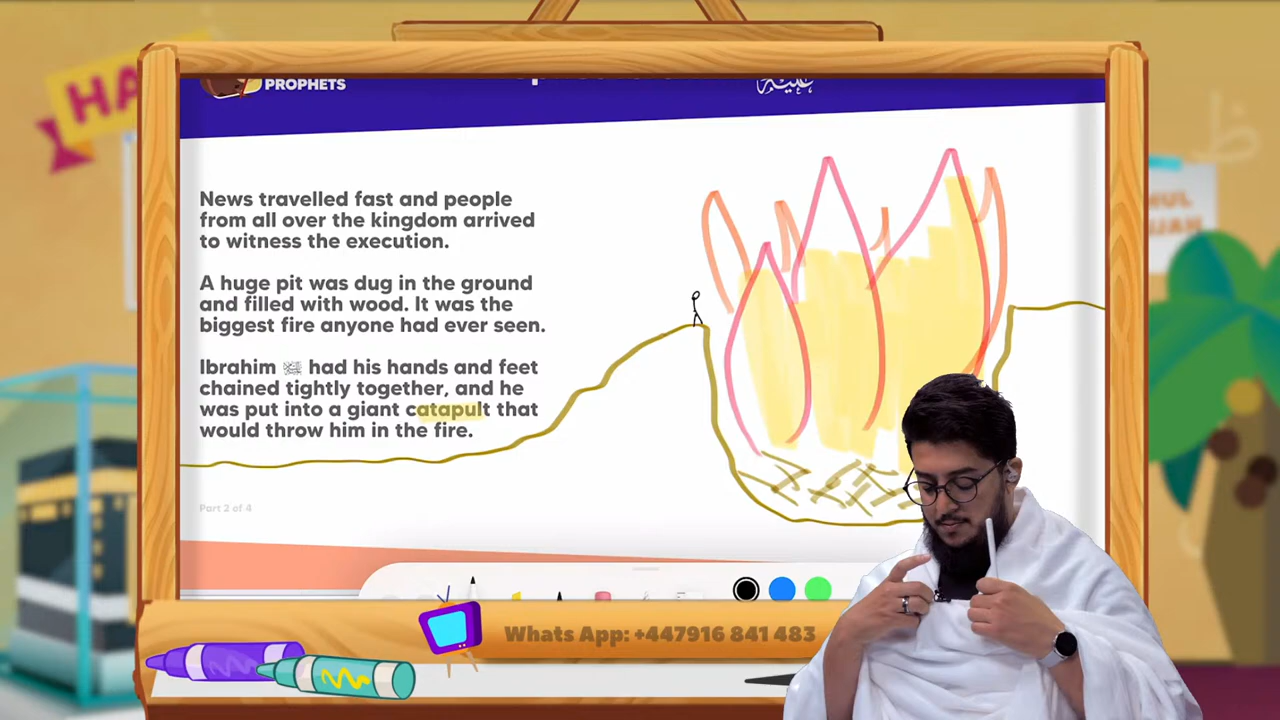 HA
PROPHETS
عليه
News travelled fast and people
from all over the kingdom arrived
to witness the execution.
A huge pit was dug in the ground
and filled with wood. It was the
biggest fire anyone had ever seen.
Ibrahim had his hands and feet
chained tightly together, and he
was put into a giant catapult that
would throw him in the fire.
Part 2 of 4
Whats App: +447916 841 483